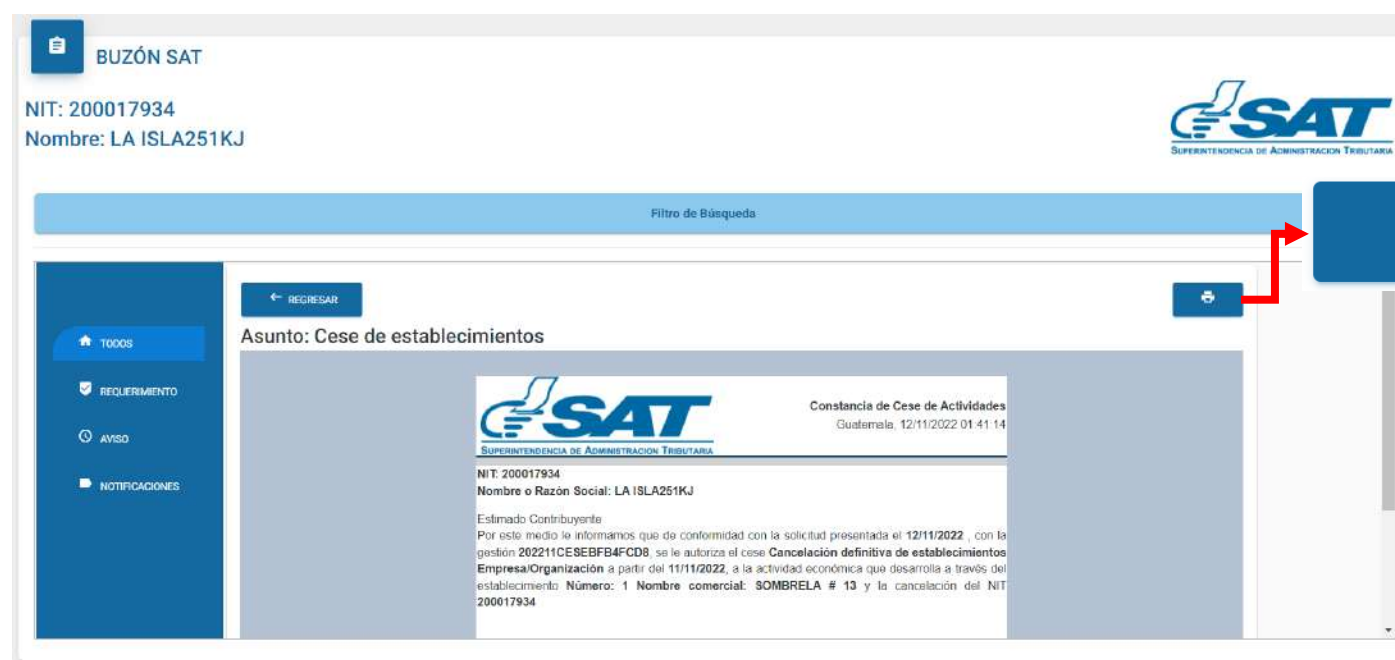 BUZÓN SAT
NIT: 200017934
Nombre: LA ISLA251KJ
SAT
SUPERINTENDENCIA DE ADMINISTRACION TRIBUTARIA
Filtro de Búsqueda
← REGRESAR
Asunto: Cese de establecimientos
TODOS
REQUERIMIENTO
AVISO
NOTIFICACIONES
SAT
SUPERINTENDENCIA DE ADMINISTRACION TRIBUTARIA
Constancia de Cese de Actividades
Guatemala, 12/11/2022 01:41:14
NIT: 200017934
Nombre o Razón Social: LA ISLA251KJ
Estimado Contribuyente
Por este medio le informamos que de conformidad con la solicitud presentada el 12/11/2022 , con la
gestión 202211CESEBFB4FCD8, se le autoriza el cese Cancelación definitiva de establecimientos
Empresa/Organización a partir del 11/11/2022, a la actividad económica que desarrolla a través del
establecimiento Número: 1 Nombre comercial: SOMBRELA # 13 y la cancelación del NIT
200017934